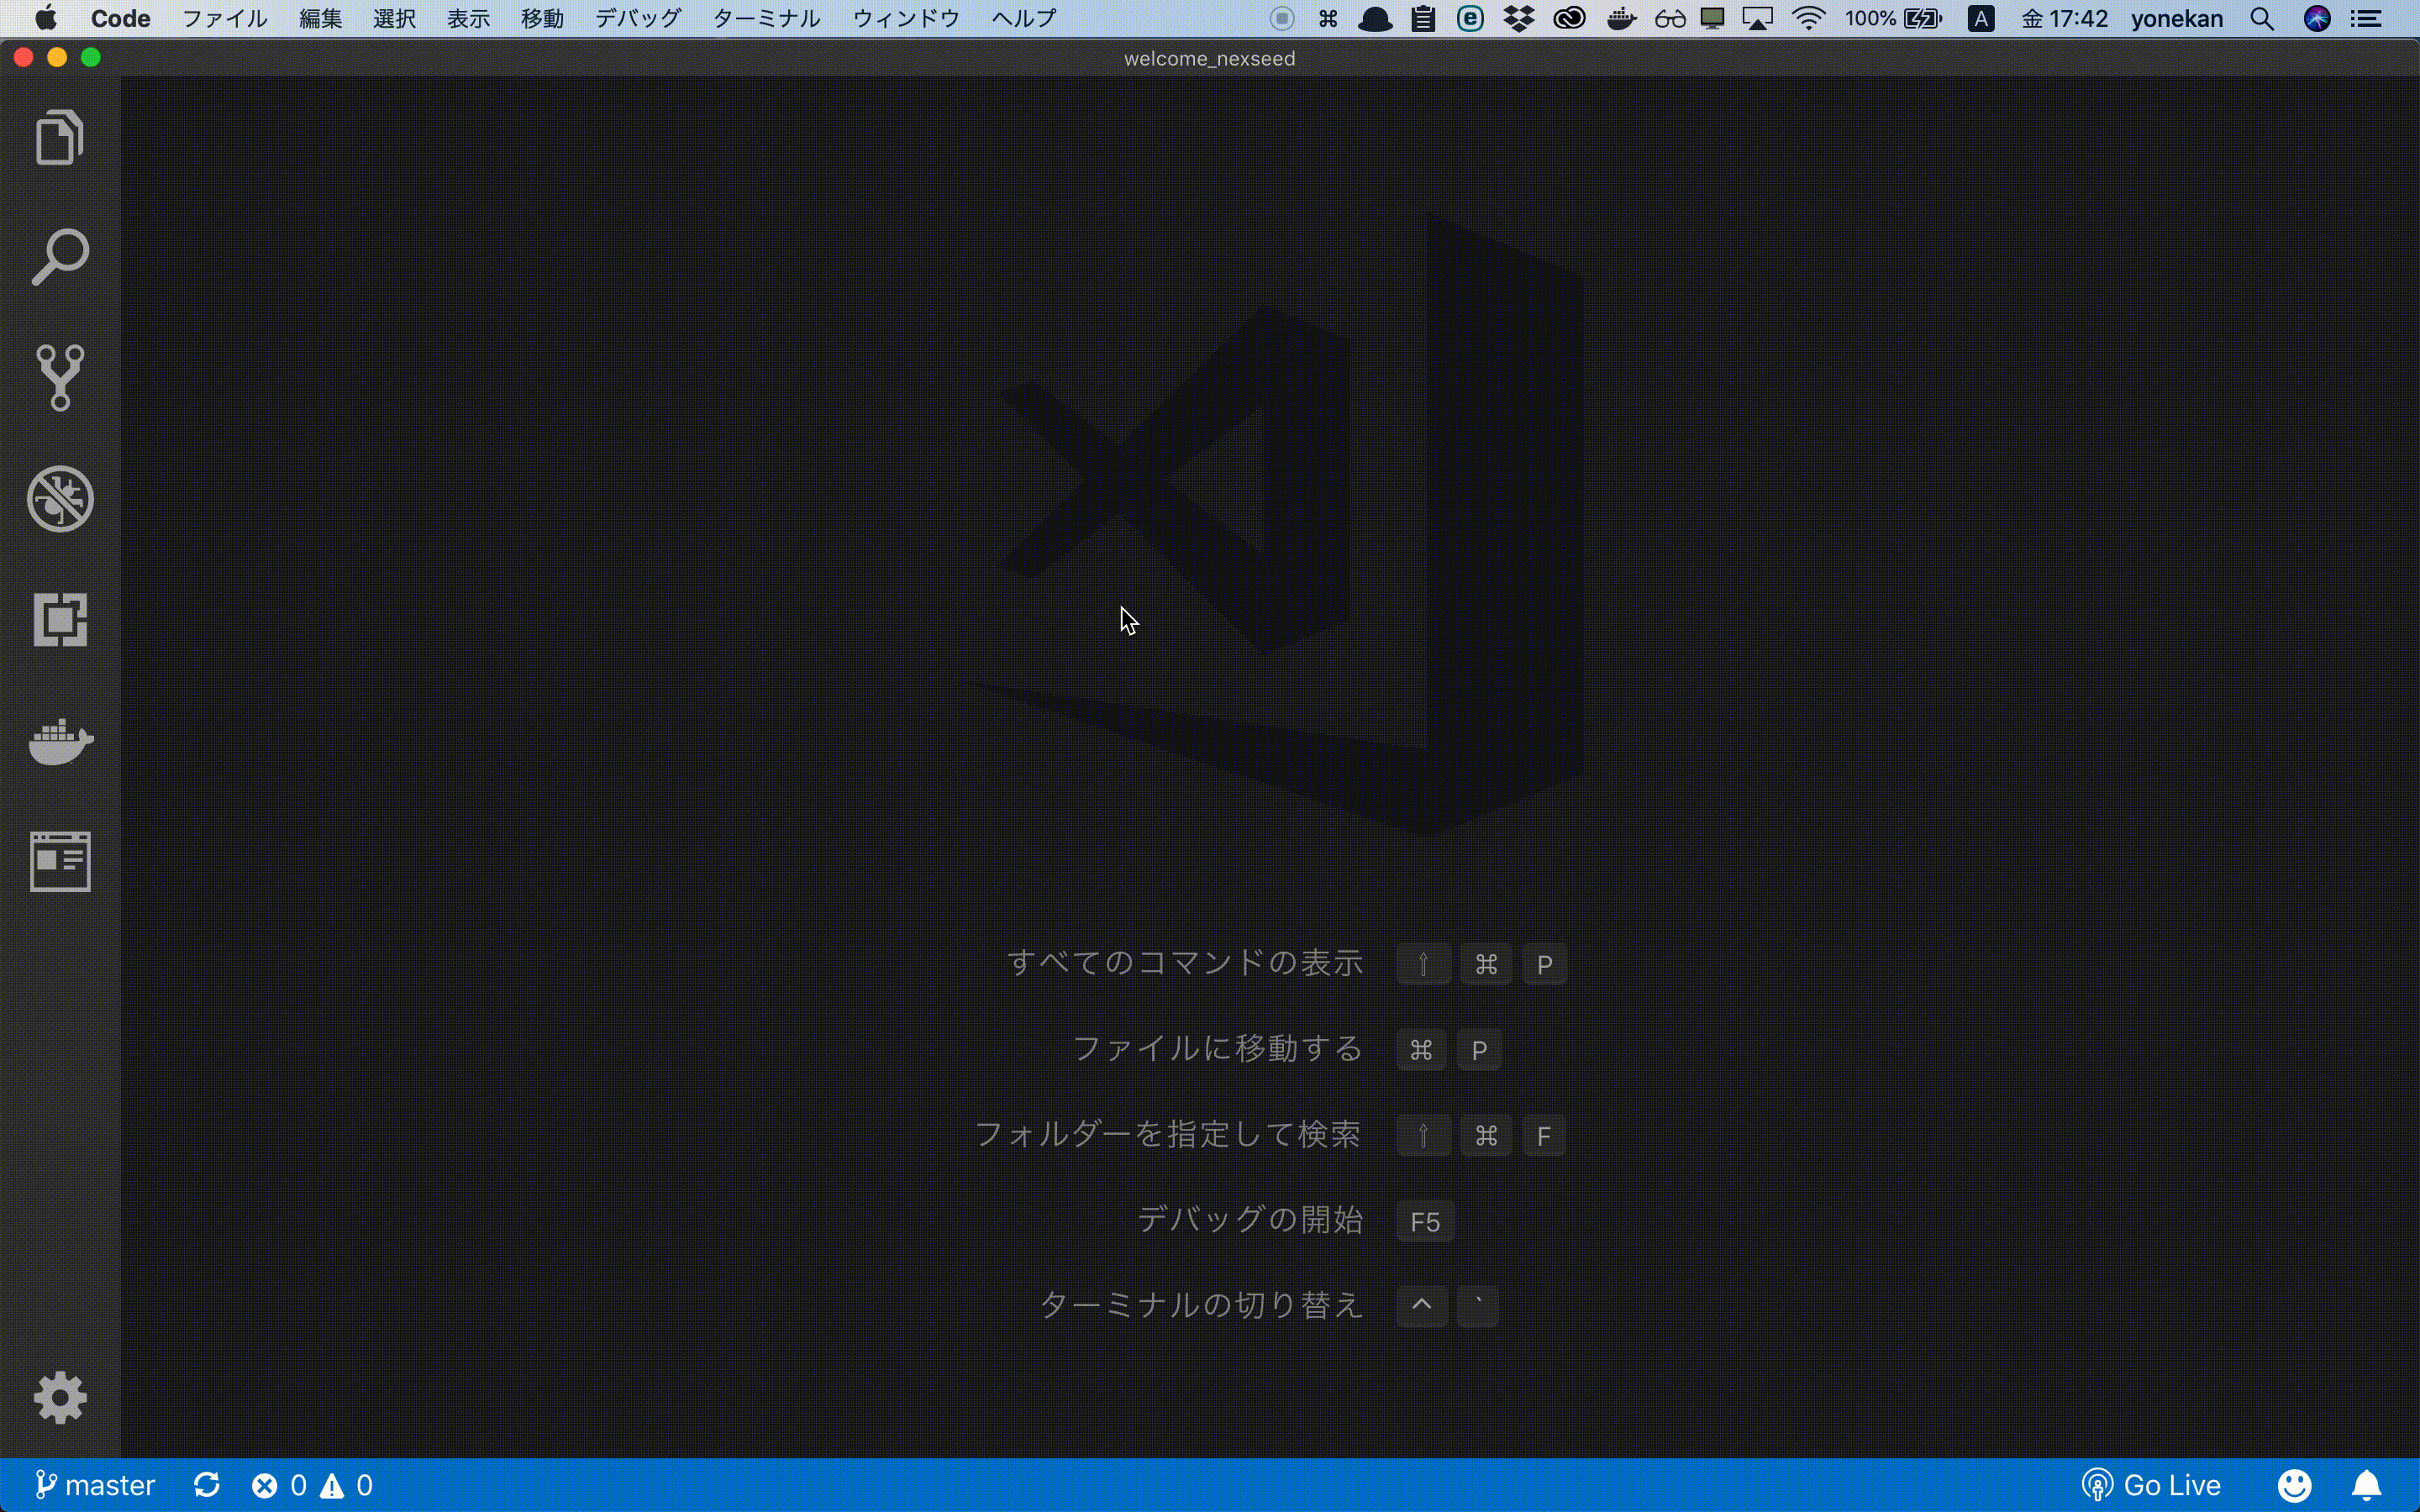 Code ファイル 編集 選択 表示 移動 デバッグ ターミナル ウィンドウ ヘルプ ⌘ 100% A 金 17:42 yonekan
welcome_nexseed
すべてのコマンドの表示 ⇧ ⌘ P
ファイルに移動する ⌘ P
フォルダーを指定して検索 ⇧ ⌘ F
デバッグの開始 F5
ターミナルの切り替え ^ `
master 0 0 Go Live